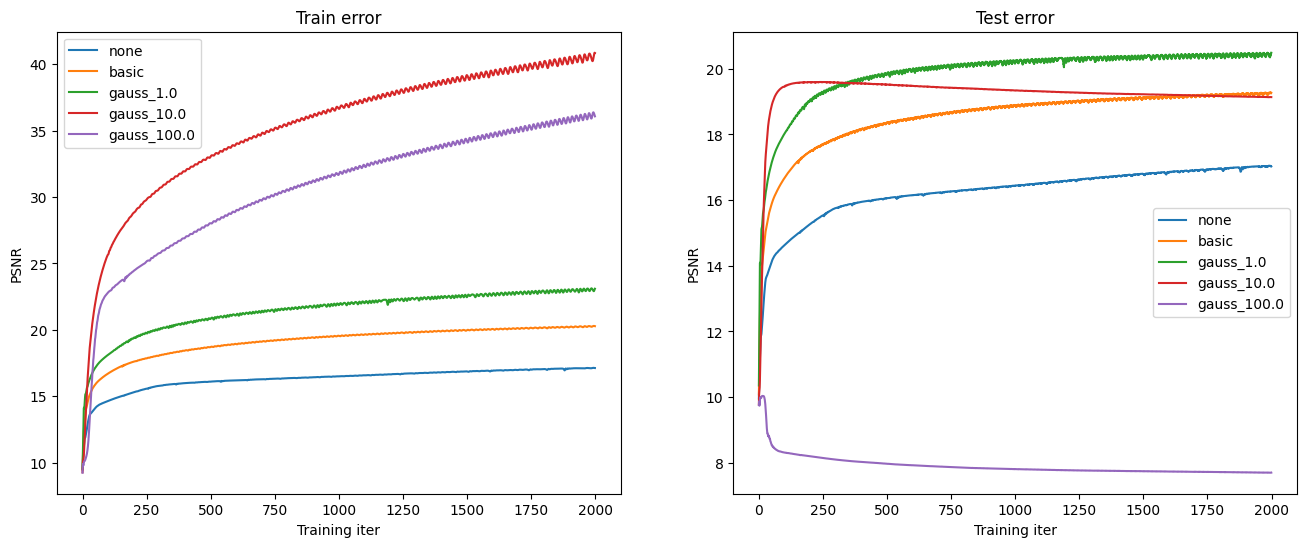 Train error
PSNR
40
35
30
25
20
15
10
none
basic
gauss_1.0
gauss_10.0
gauss_100.0
0 250 500 750 1000 1250 1500 1750 2000
Training iter
Test error
PSNR
20
18
16
14
12
10
8
none
basic
gauss_1.0
gauss_10.0
gauss_100.0
0 250 500 750 1000 1250 1500 1750 2000
Training iter